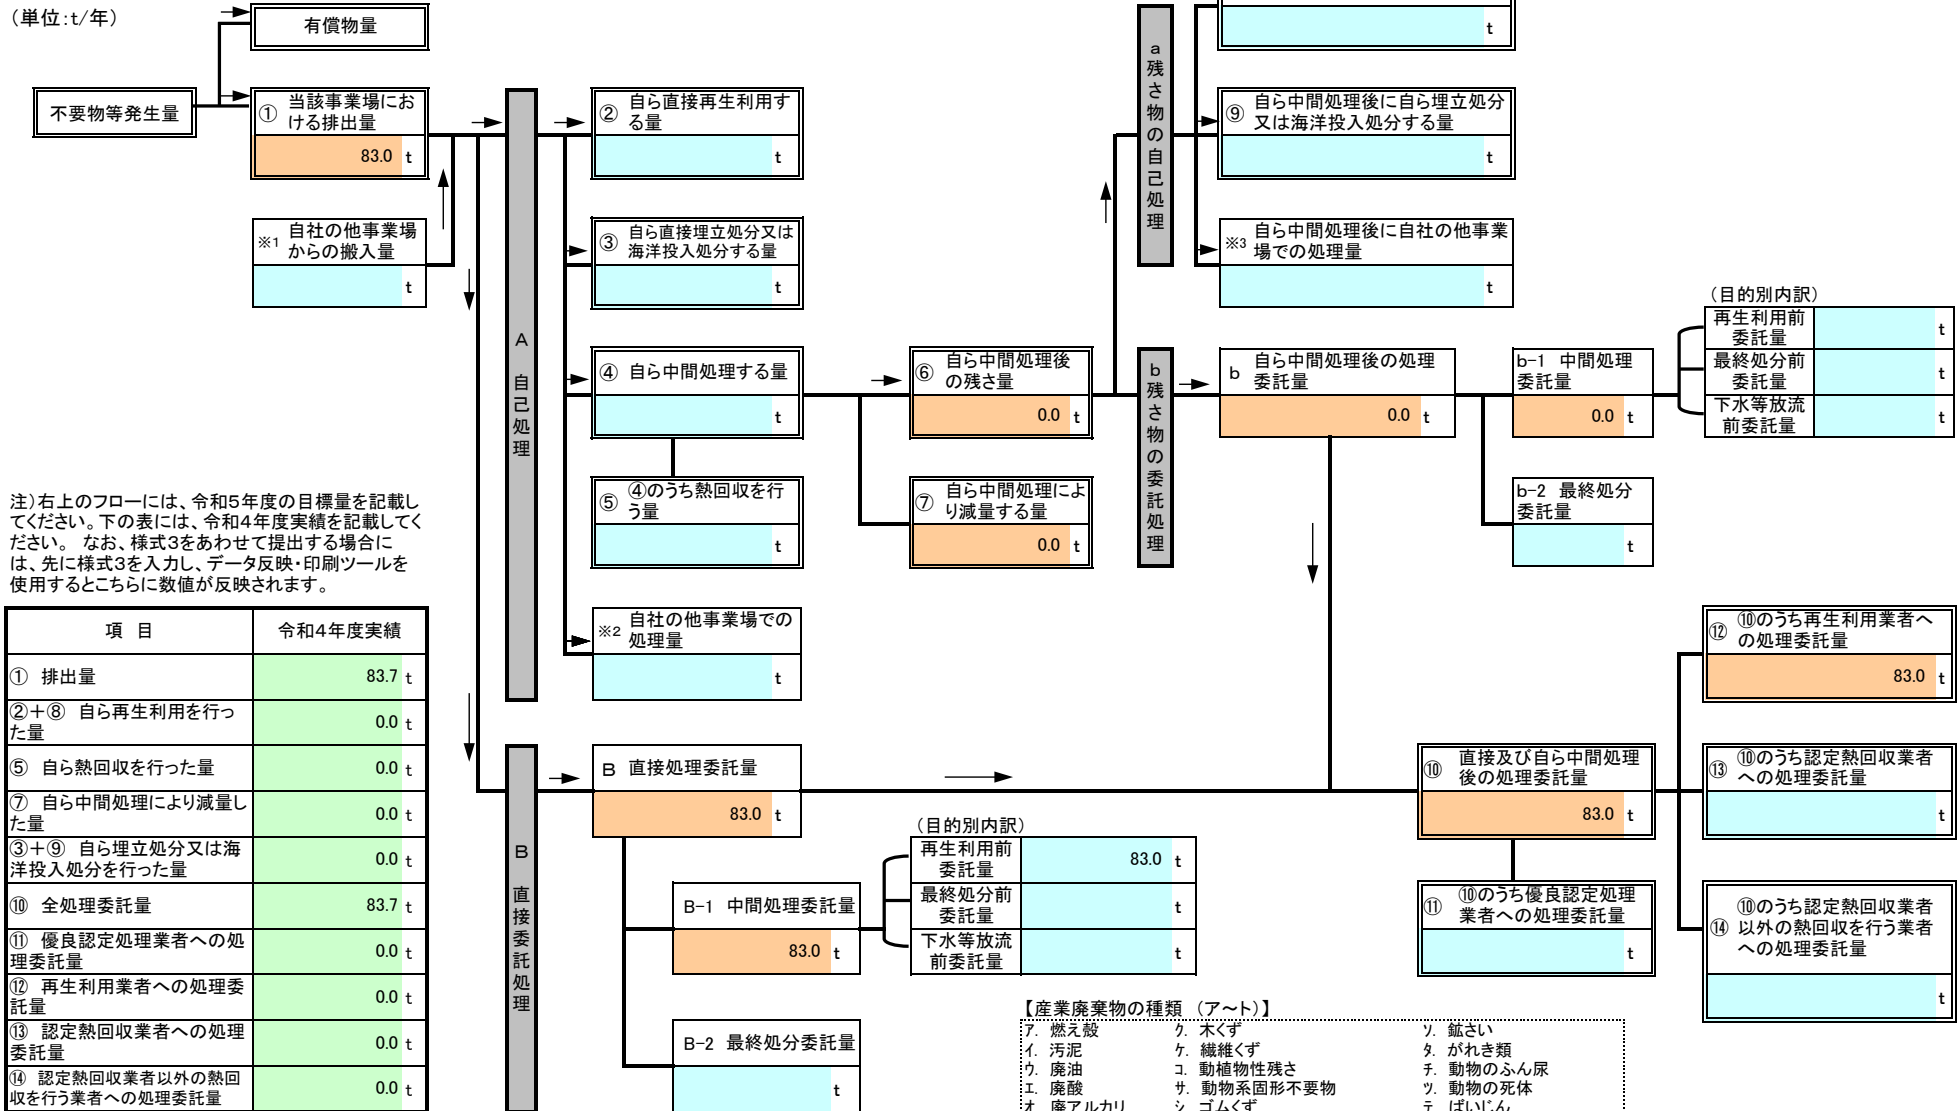 (単位:t/年)
有償物量
不要物等発生量
① 当該事業場にお
ける排出量
83.0 t
※1 自社の他事業場
からの搬入量
t
A 自己処理
② 自ら直接再生利用す
る量
t
③ 自ら直接埋立処分又は
海洋投入処分する量
t
④ 自ら中間処理する量
t
⑤ ④のうち熱回収を行
う量
t
※2 自社の他事業場での
処理量
t
⑥ 自ら中間処理後
の残さ量
0.0 t
⑦ 自ら中間処理によ
り減量する量
0.0 t
a 残さ物の自己処理
t
⑨ 自ら中間処理後に自ら埋立処分
又は海洋投入処分する量
t
※3 自ら中間処理後に自社の他事業
場での処理量
t
b 残さ物の委託処理
b 自ら中間処理後の処理
委託量
0.0 t
b-1 中間処理
委託量
0.0 t
b-2 最終処分
委託量
t
(目的別内訳)
再生利用前
委託量
t
最終処分前
委託量
t
下水等放流
前委託量
t
注)右上のフローには、令和5年度の目標量を記載し
てください。下の表には、令和4年度実績を記載してく
ださい。 なお、様式3をあわせて提出する場合に
は、先に様式3を入力し、データ反映・印刷ツールを
使用するとこちらに数値が反映されます。
項 目 令和4年度実績
① 排出量 83.7 t
②+⑧ 自ら再生利用を行っ
た量 0.0 t
⑤ 自ら熱回収を行った量 0.0 t
⑦ 自ら中間処理により減量し
た量 0.0 t
③+⑨ 自ら埋立処分又は海
洋投入処分を行った量 0.0 t
⑩ 全処理委託量 83.7 t
⑪ 優良認定処理業者への処
理委託量 0.0 t
⑫ 再生利用業者への処理委
託量 0.0 t
⑬ 認定熱回収業者への処理
委託量 0.0 t
⑭ 認定熱回収業者以外の熱回
収を行う業者への処理委託量 0.0 t
B 直接委託処理
B 直接処理委託量
83.0 t
B-1 中間処理委託量
83.0 t
B-2 最終処分委託量
t
(目的別内訳)
再生利用前
委託量
83.0 t
最終処分前
委託量
t
下水等放流
前委託量
t
⑩ 直接及び自ら中間処理
後の処理委託量
83.0 t
⑪ ⑩のうち優良認定処理
業者への処理委託量
t
⑫ ⑩のうち再生利用業者へ
の処理委託量
83.0 t
⑬ ⑩のうち認定熱回収業者
への処理委託量
t
⑭ ⑩のうち認定熱回収業者
以外の熱回収を行う業者
への処理委託量
t
【産業廃棄物の種類 (ア~ト)】
ア. 燃え殻 ク. 木くず ソ. 鉱さい
イ. 汚泥 ケ. 繊維くず タ. がれき類
ウ. 廃油 コ. 動植物性残さ チ. 動物のふん尿
エ. 廃酸 サ. 動物系固形不要物 ツ. 動物の死体
オ. 廃アルカリ シ. ゴムくず テ. ばいじん